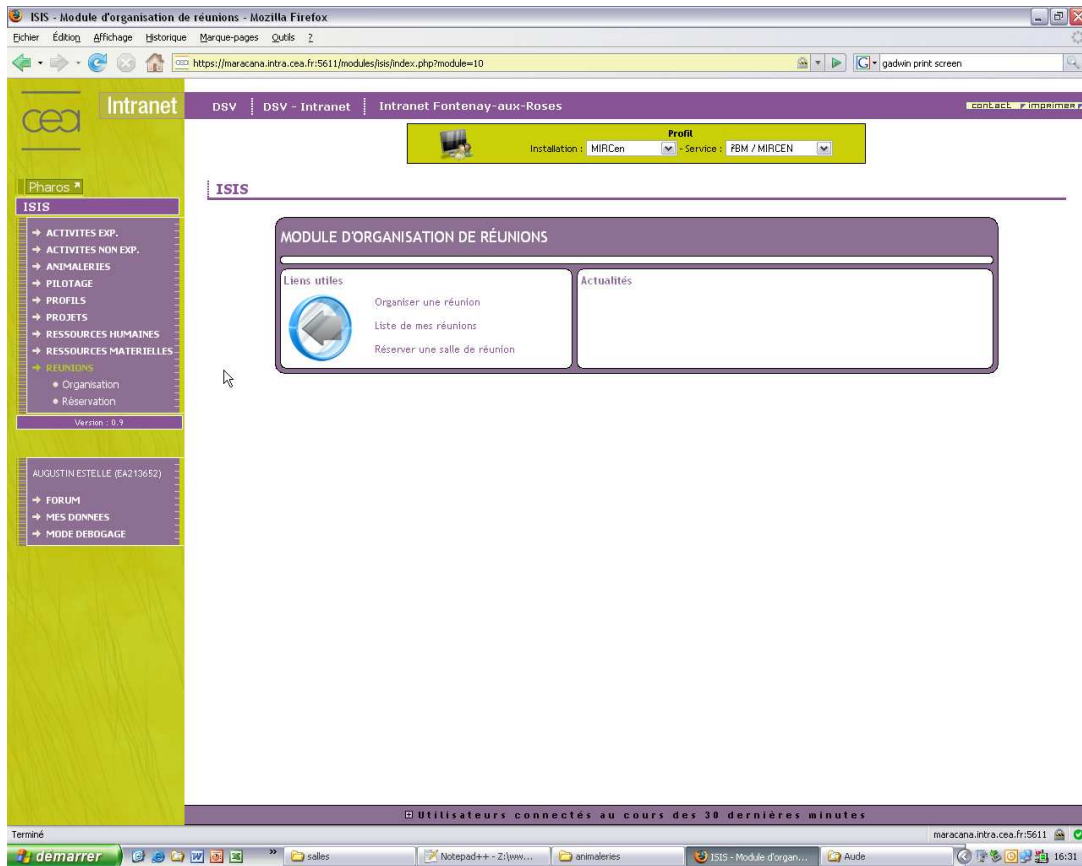 ISIS - Module d'organisation de réunions - Mozilla Firefox
Fichier Édition Affichage Historique Marque-pages Outils ?
https://maracana.intra.cea.fr:5611/modules/isis/index.php?module=10
gadwin print screen
cea
Intranet
DSV DSV - Intranet Intranet Fontenay-aux-Roses
contact imprimer
Profil
Installation : MIRCen - Service : MIRCEN
Pharos
ISIS
ISIS
ACTIVITES EXP.
ACTIVITES NON EXP.
ANIMALERIES
PILOTAGE
PROFILS
PROJETS
RESSOURCES HUMAINES
RESSOURCES MATERIELLES
REUNIONS
Organisation
Réservation
Version : 0.9
MODULE D'ORGANISATION DE RÉUNIONS
Liens utiles
Organiser une réunion
Liste de mes réunions
Réserver une salle de réunion
Actualités
AUGUSTIN ESTELLE (EA213652)
FORUM
MES DONNEES
MODE DEBOGAGE
Utilisateurs connectés au cours des 30 dernières minutes
Terminé
maracana.intra.cea.fr:5611
démarrer
»
salles
Notepad++ - Z:\ww...
animaleries
ISIS - Module d'organ...
Aude
16:31